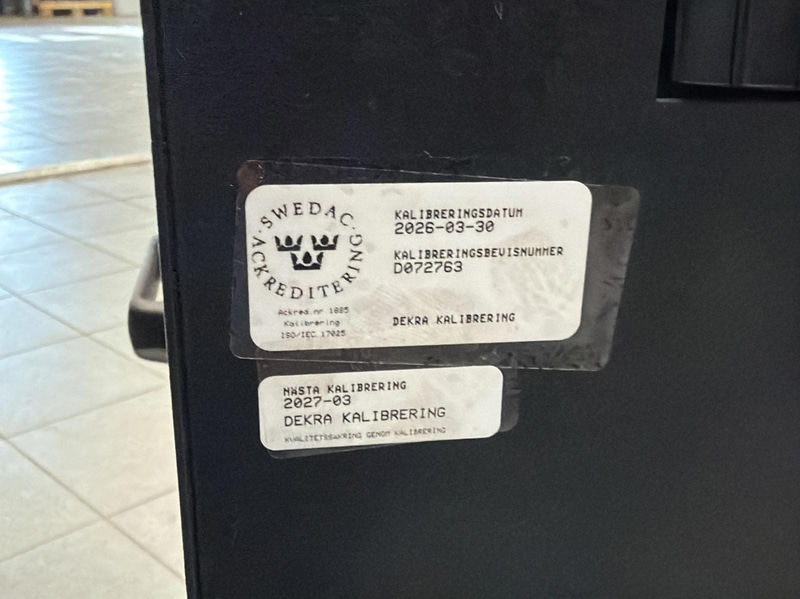 SWEDAC
ACKREDITERING
Ackred.nr 1885
Kalibrering
ISO/IEC 17025
KALIBRERINGSDATUM
2026-03-30
KALIBRERINGSBEVISNUMMER
D072763
DEKRA KALIBRERING
NÄSTA KALIBRERING
2027-03
DEKRA KALIBRERING
KVALITETSSÄKRING GENOM KALIBRERING